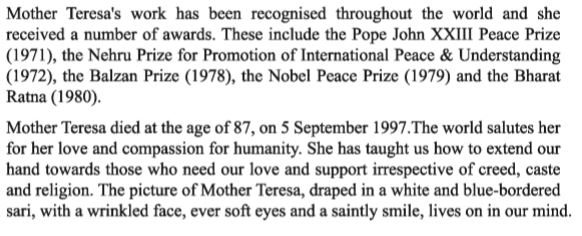 Mother Teresa's work has been recognised throughout the world and she
received a number of awards. These include the Pope John XXIII Peace Prize
(1971), the Nehru Prize for Promotion of International Peace & Understanding
(1972), the Balzan Prize (1978), the Nobel Peace Prize (1979) and the Bharat
Ratna (1980).
Mother Teresa died at the age of 87, on 5 September 1997.The world salutes her
for her love and compassion for humanity. She has taught us how to extend our
hand towards those who need our love and support irrespective of creed, caste
and religion. The picture of Mother Teresa, draped in a white and blue-bordered
sari, with a wrinkled face, ever soft eyes and a saintly smile, lives on in our mind.